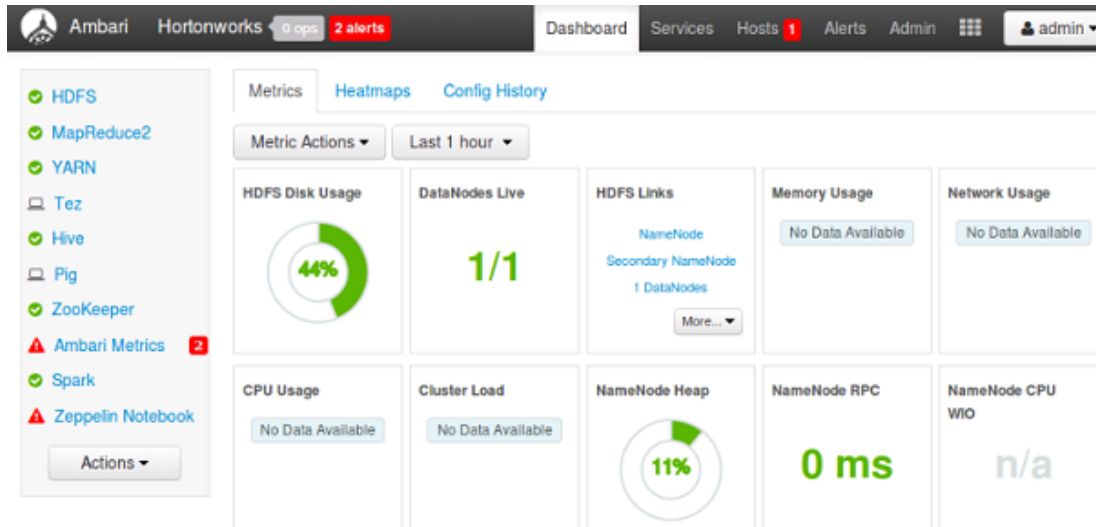 Ambari Hortonworks 0 ops 2 alerts Dashboard Services Hosts 1 Alerts Admin admin
HDFS
MapReduce2
YARN
Tez
Hive
Pig
ZooKeeper
Ambari Metrics 2
Spark
Zeppelin Notebook
Actions
Metrics Heatmaps Config History
Metric Actions Last 1 hour
HDFS Disk Usage
44%
DataNodes Live
1/1
HDFS Links
NameNode
Secondary NameNode
1 DataNodes
More...
Memory Usage
No Data Available
Network Usage
No Data Available
CPU Usage
No Data Available
Cluster Load
No Data Available
NameNode Heap
11%
NameNode RPC
0 ms
NameNode CPU
WIO
n/a